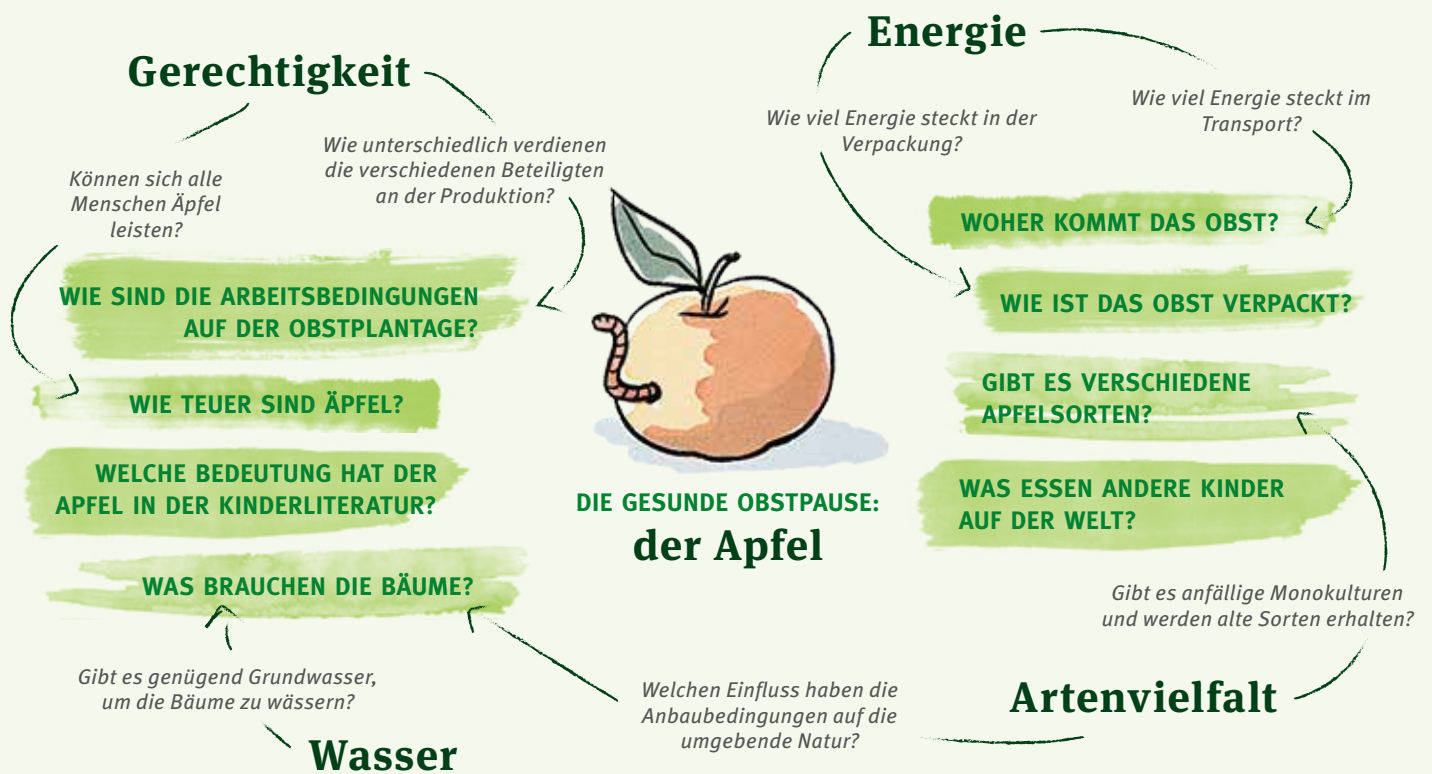 Gerechtigkeit
Können sich alle
Menschen Äpfel
leisten?
Wie unterschiedlich verdienen
die verschiedenen Beteiligten
an der Produktion?
WIE SIND DIE ARBEITSBEDINGUNGEN
AUF DER OBSTPLANTAGE?
WIE TEUER SIND ÄPFEL?
WELCHE BEDEUTUNG HAT DER
APFEL IN DER KINDERLITERATUR?
WAS BRAUCHEN DIE BÄUME?
Gibt es genügend Grundwasser,
um die Bäume zu wässern?
Wasser
DIE GESUNDE OBSTPAUSE:
der Apfel
Energie
Wie viel Energie steckt in der
Verpackung?
Wie viel Energie steckt im
Transport?
WOHER KOMMT DAS OBST?
WIE IST DAS OBST VERPACKT?
GIBT ES VERSCHIEDENE
APFELSORTEN?
WAS ESSEN ANDERE KINDER
AUF DER WELT?
Gibt es anfällige Monokulturen
und werden alte Sorten erhalten?
Artenvielfalt
Welchen Einfluss haben die
Anbaubedingungen auf die
umgebende Natur?